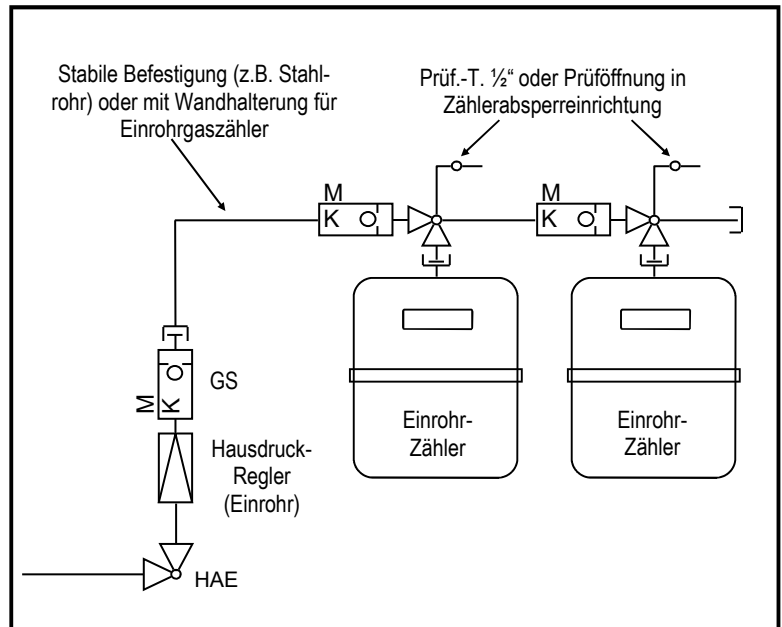 Stabile Befestigung (z.B. Stahl-
rohr) oder mit Wandhalterung für
Einrohrgaszähler
Prüf.-T. ½“ oder Prüföffnung in
Zählerabsperreinrichtung
M
K
M
K
M
K
GS
Hausdruck-
Regler
(Einrohr)
HAE
Einrohr-
Zähler
Einrohr-
Zähler